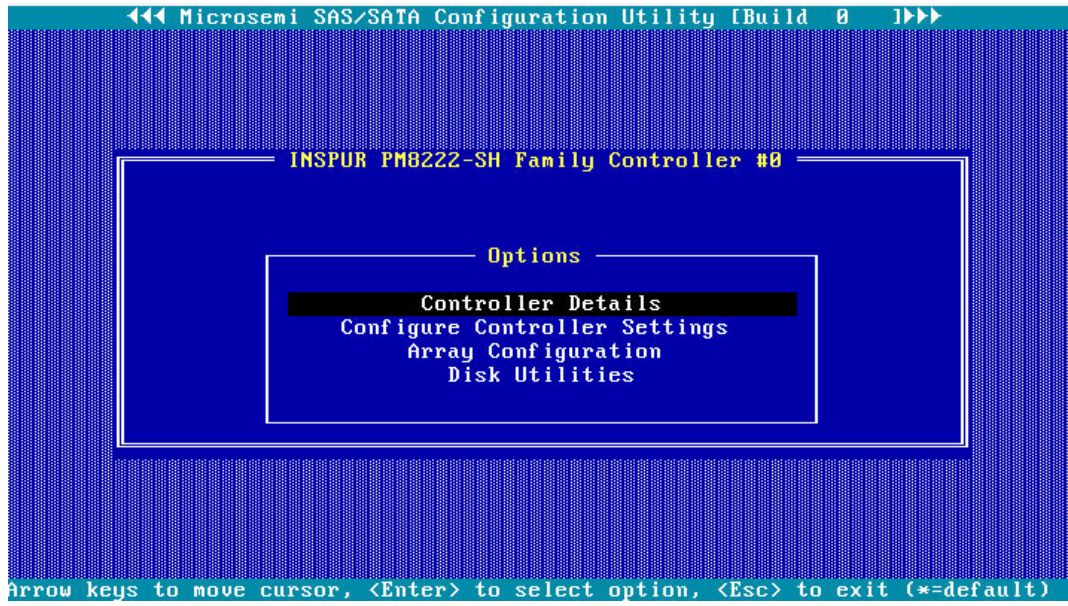 Microsemi SAS/SATA Configuration Utility [Build 0 ]
INSPUR PM8222-SH Family Controller #0
Options
Controller Details
Configure Controller Settings
Array Configuration
Disk Utilities
Arrow keys to move cursor, <Enter> to select option, <Esc> to exit (*=default)